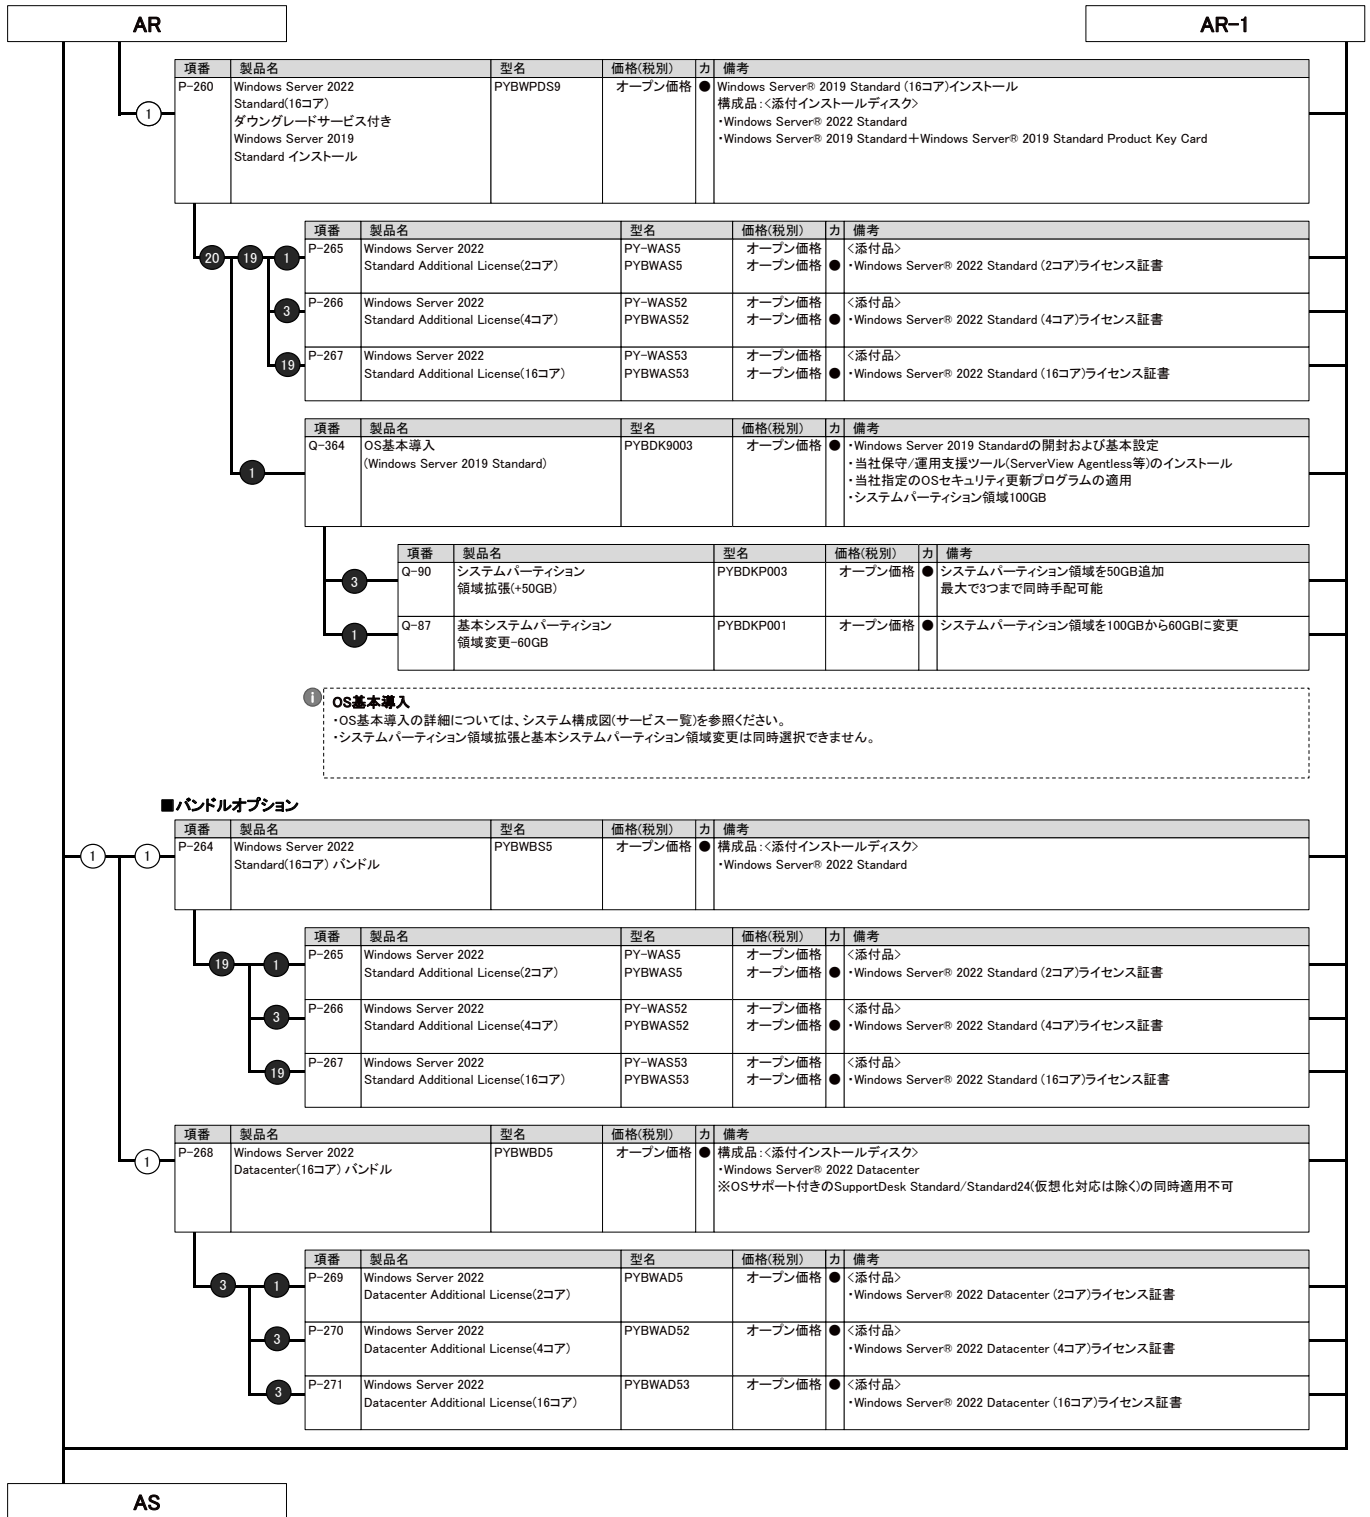 AR
AR-1
項番 製品名 型名 価格(税別) カ 備考
P-260 Windows Server 2022 PYBWPDS9 オープン価格 ● Windows Server® 2019 Standard (16コア)インストール
Standard(16コア) 構成品:<添付インストールディスク>
ダウングレードサービス付き ・Windows Server® 2022 Standard
Windows Server 2019 ・Windows Server® 2019 Standard+Windows Server® 2019 Standard Product Key Card
Standard インストール
1
項番 製品名 型名 価格(税別) カ 備考
20 19 1 P-265 Windows Server 2022 PY-WAS5 オープン価格 <添付品>
Standard Additional License(2コア) PYBWAS5 オープン価格 ● ・Windows Server® 2022 Standard (2コア)ライセンス証書
3 P-266 Windows Server 2022 PY-WAS52 オープン価格 <添付品>
Standard Additional License(4コア) PYBWAS52 オープン価格 ● ・Windows Server® 2022 Standard (4コア)ライセンス証書
19 P-267 Windows Server 2022 PY-WAS53 オープン価格 <添付品>
Standard Additional License(16コア) PYBWAS53 オープン価格 ● ・Windows Server® 2022 Standard (16コア)ライセンス証書
項番 製品名 型名 価格(税別) カ 備考
Q-364 OS基本導入 PYBDK9003 オープン価格 ● ・Windows Server 2019 Standardの開封および基本設定
(Windows Server 2019 Standard) ・当社保守/運用支援ツール(ServerView Agentless等)のインストール
1 ・当社指定のOSセキュリティ更新プログラムの適用
・システムパーティション領域100GB
項番 製品名 型名 価格(税別) カ 備考
3 Q-90 システムパーティション PYBDKP003 オープン価格 ● システムパーティション領域を50GB追加
領域拡張(+50GB) 最大で3つまで同時手配可能
1 Q-87 基本システムパーティション PYBDKP001 オープン価格 ● システムパーティション領域を100GBから60GBに変更
領域変更-60GB
i OS基本導入
・OS基本導入の詳細については、システム構成図(サービス一覧)を参照ください。
・システムパーティション領域拡張と基本システムパーティション領域変更は同時選択できません。
■バンドルオプション
項番 製品名 型名 価格(税別) カ 備考
1 1 P-264 Windows Server 2022 PYBWBS5 オープン価格 ● 構成品:<添付インストールディスク>
Standard(16コア) バンドル ・Windows Server® 2022 Standard
項番 製品名 型名 価格(税別) カ 備考
19 1 P-265 Windows Server 2022 PY-WAS5 オープン価格 <添付品>
Standard Additional License(2コア) PYBWAS5 オープン価格 ● ・Windows Server® 2022 Standard (2コア)ライセンス証書
3 P-266 Windows Server 2022 PY-WAS52 オープン価格 <添付品>
Standard Additional License(4コア) PYBWAS52 オープン価格 ● ・Windows Server® 2022 Standard (4コア)ライセンス証書
19 P-267 Windows Server 2022 PY-WAS53 オープン価格 <添付品>
Standard Additional License(16コア) PYBWAS53 オープン価格 ● ・Windows Server® 2022 Standard (16コア)ライセンス証書
項番 製品名 型名 価格(税別) カ 備考
1 P-268 Windows Server 2022 PYBWBD5 オープン価格 ● 構成品:<添付インストールディスク>
Datacenter(16コア) バンドル ・Windows Server® 2022 Datacenter
※OSサポート付きのSupportDesk Standard/Standard24(仮想化対応は除く)の同時適用不可
項番 製品名 型名 価格(税別) カ 備考
3 1 P-269 Windows Server 2022 PYBWAD5 オープン価格 ● <添付品>
Datacenter Additional License(2コア) ・Windows Server® 2022 Datacenter (2コア)ライセンス証書
3 P-270 Windows Server 2022 PYBWAD52 オープン価格 ● <添付品>
Datacenter Additional License(4コア) ・Windows Server® 2022 Datacenter (4コア)ライセンス証書
3 P-271 Windows Server 2022 PYBWAD53 オープン価格 ● <添付品>
Datacenter Additional License(16コア) ・Windows Server® 2022 Datacenter (16コア)ライセンス証書
AS